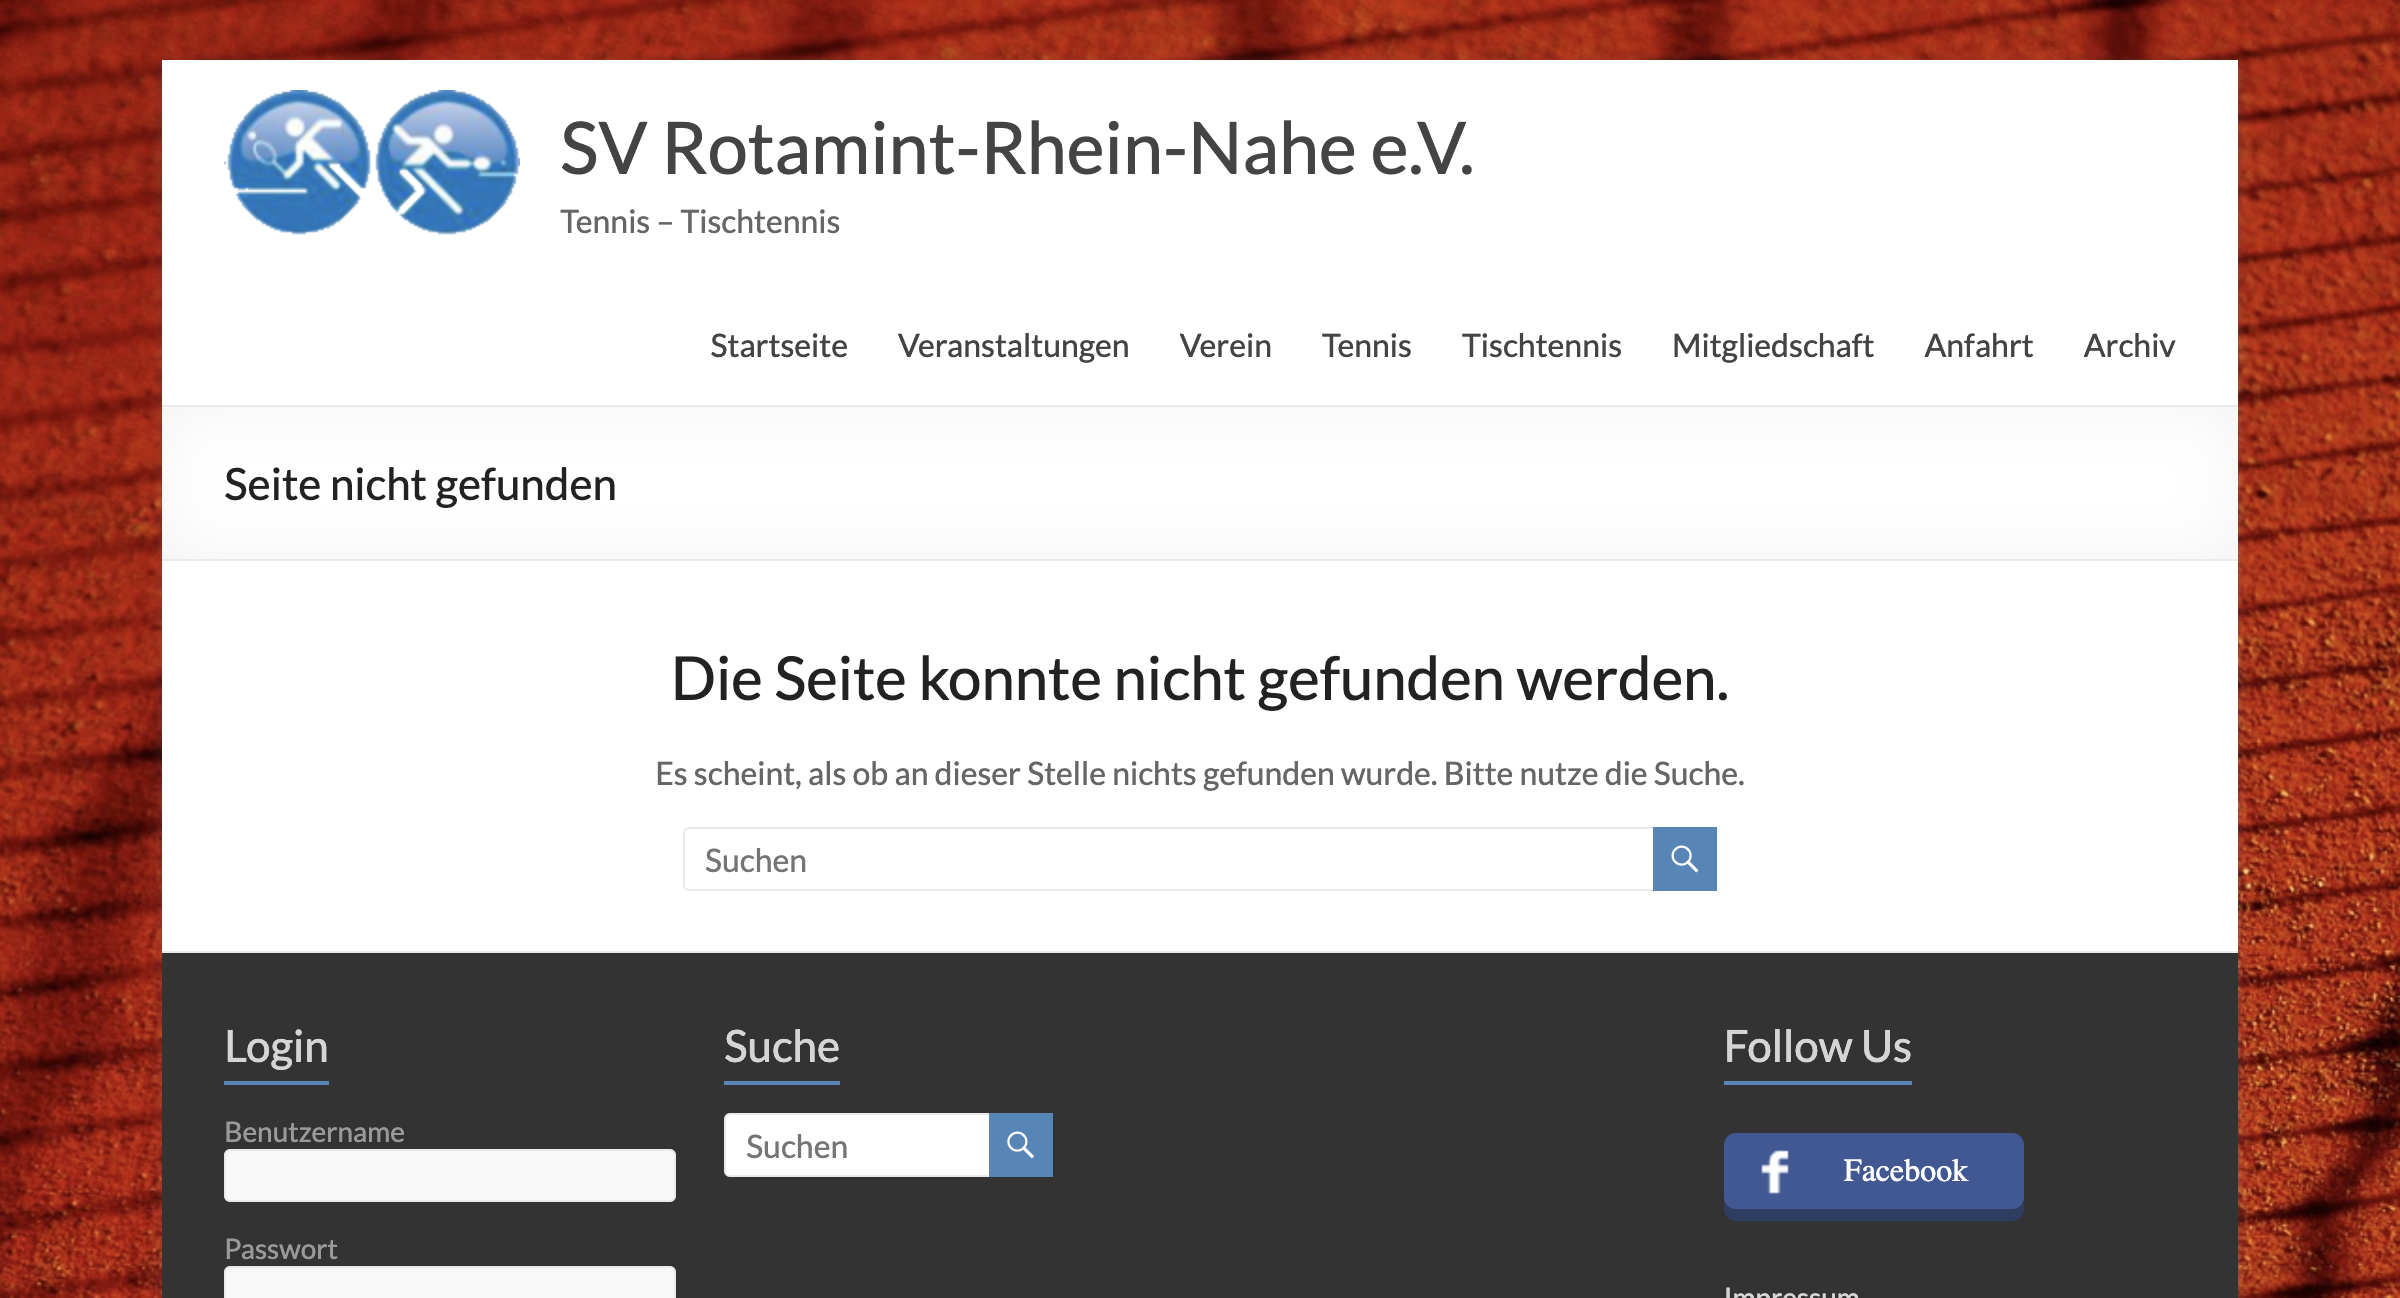 SV Rotamint-Rhein-Nahe e.V.
Tennis – Tischtennis
Startseite Veranstaltungen Verein Tennis Tischtennis Mitgliedschaft Anfahrt Archiv
Seite nicht gefunden
Die Seite konnte nicht gefunden werden.
Es scheint, als ob an dieser Stelle nichts gefunden wurde. Bitte nutze die Suche.
Suchen
Login
Benutzername
Passwort
Suche
Suchen
Follow Us
Facebook
Impressum